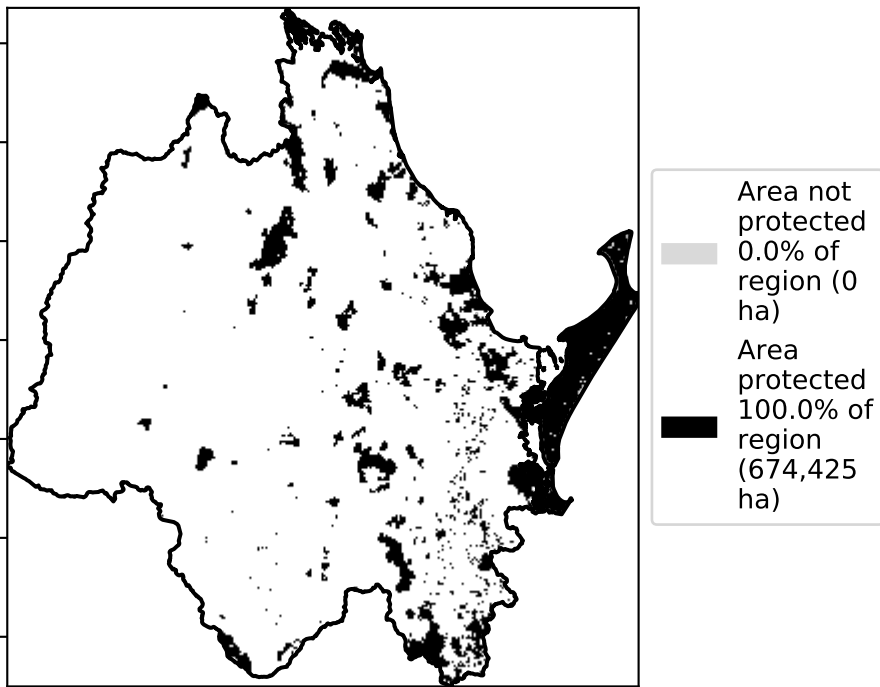 Area not
protected
0.0% of
region (0
ha)
Area
protected
100.0% of
region
(674,425
ha)